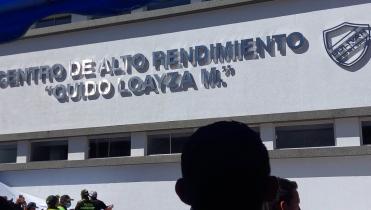 CENTRO DE ALTO RENDIMIENTO
"GUIDO LOAYZA M."